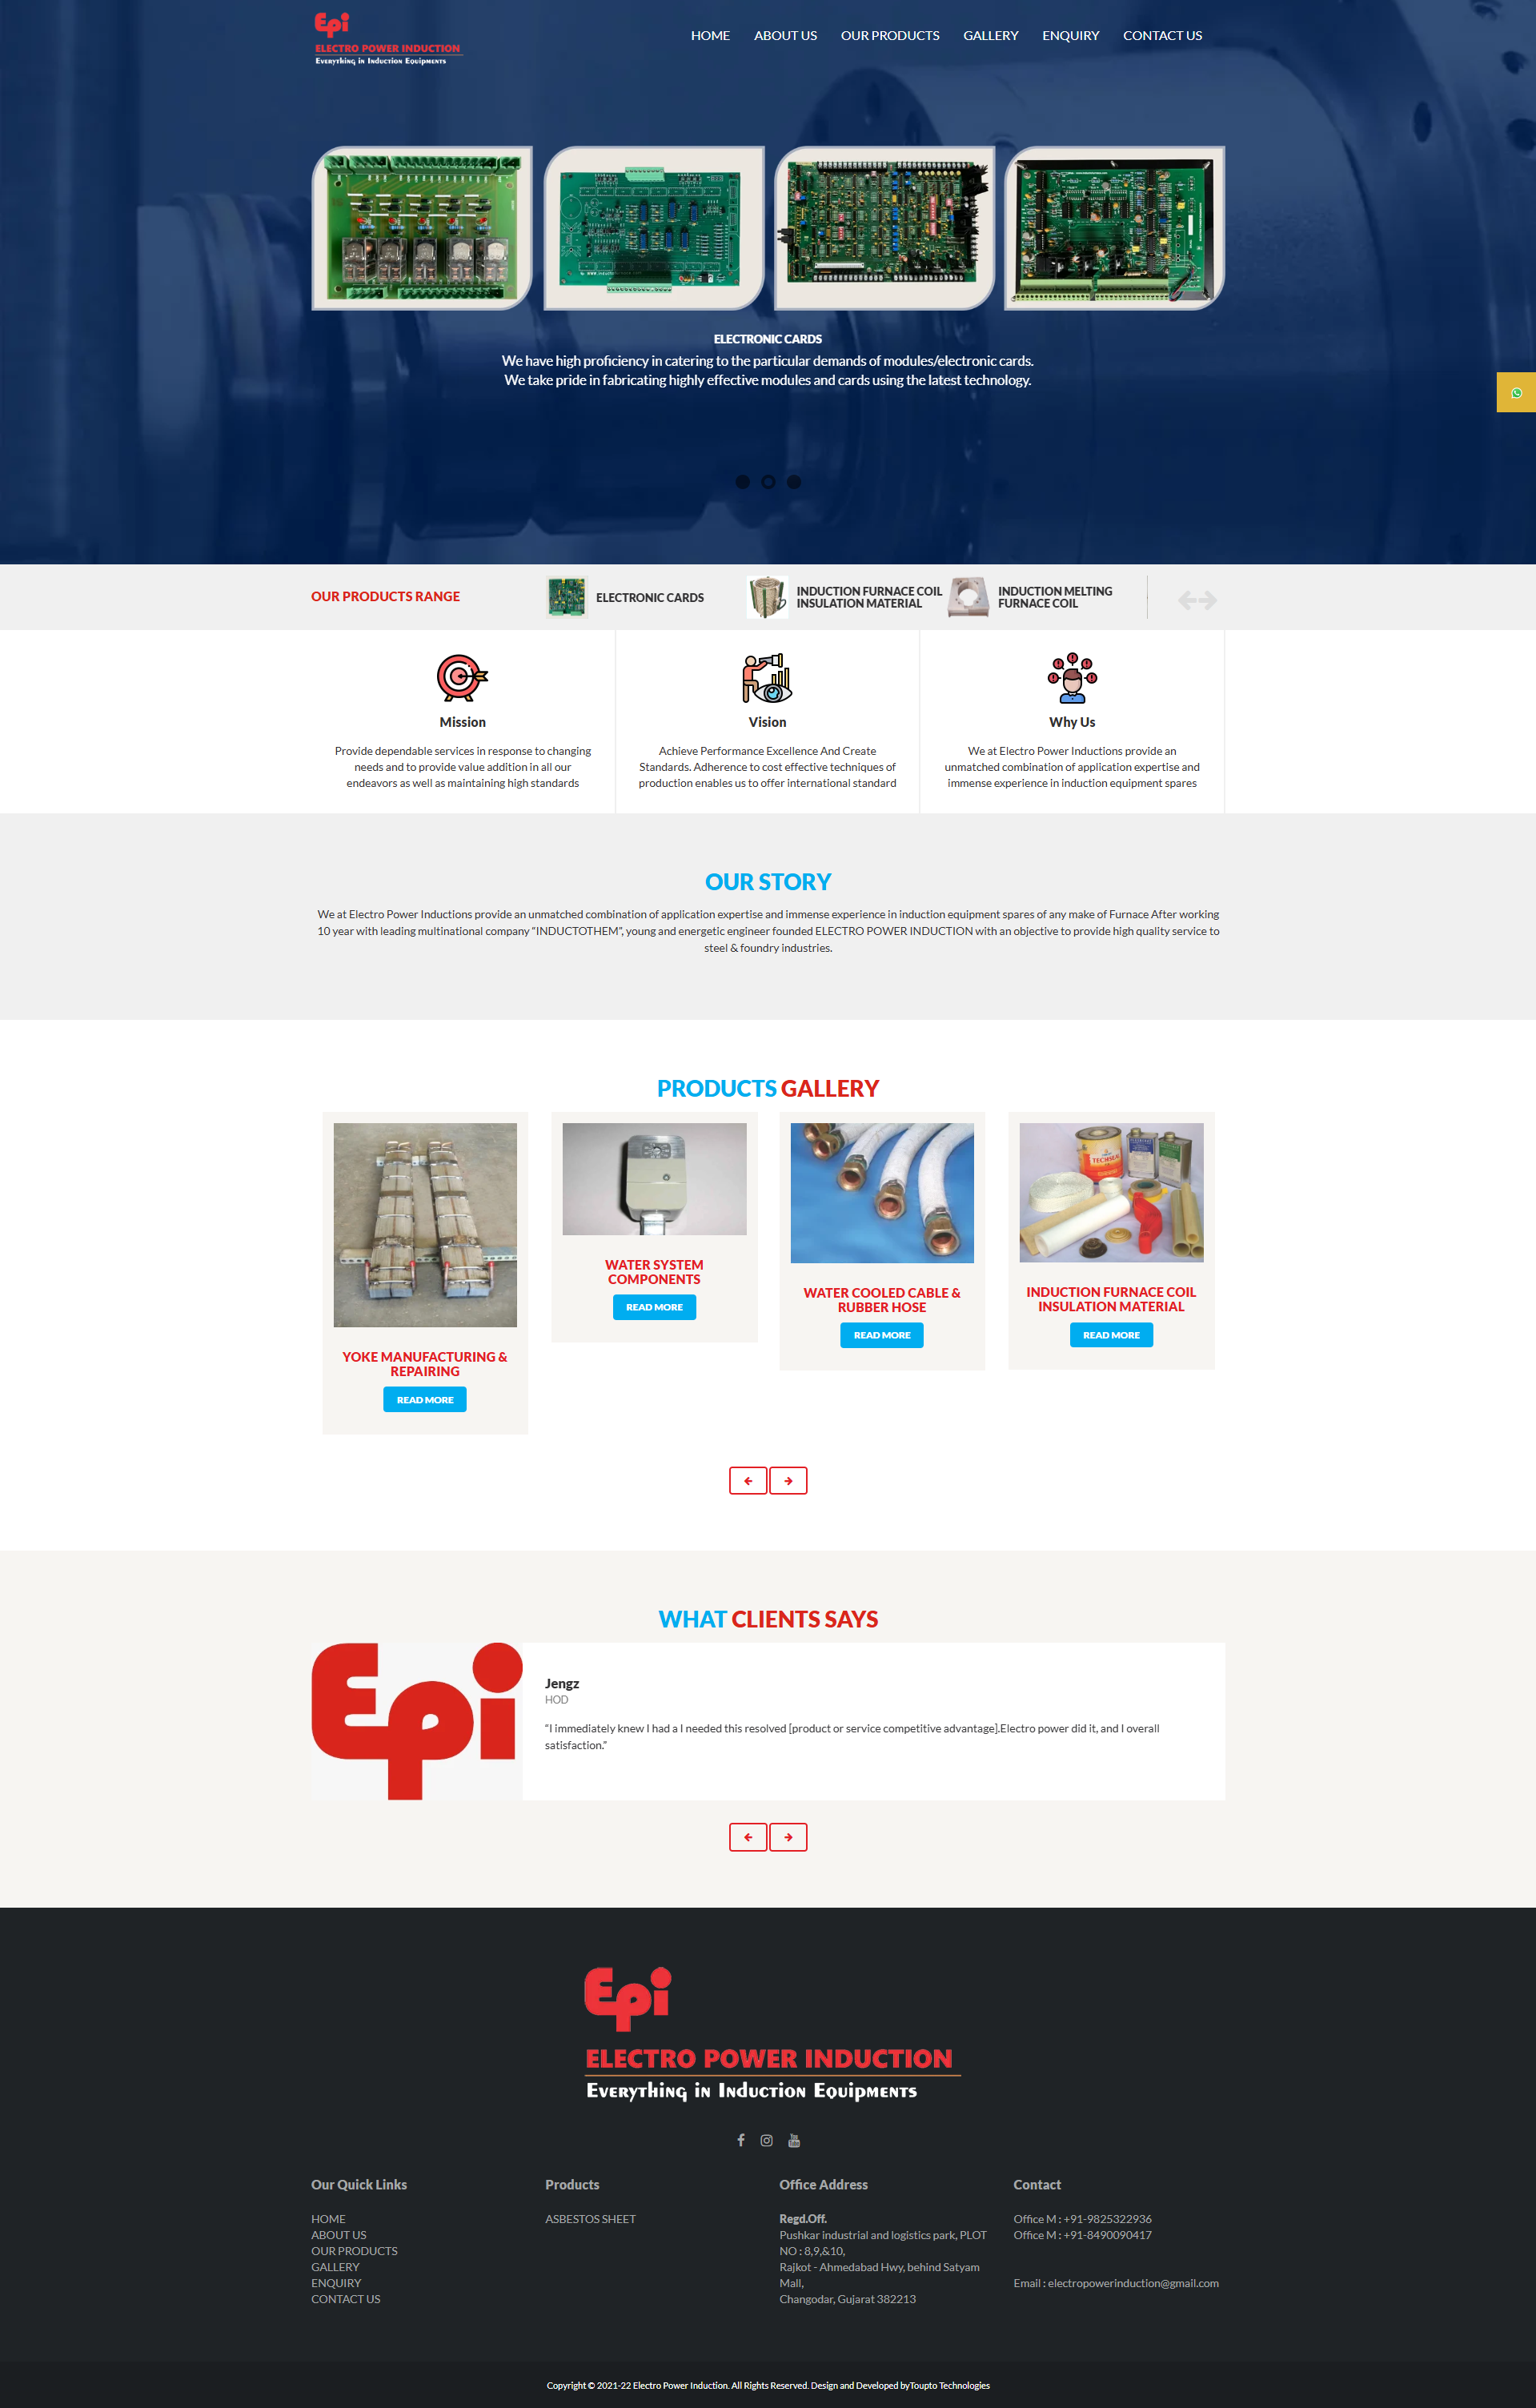 Epi
ELECTRO POWER INDUCTION
Everything in Induction Equipments
HOME
ABOUT US
OUR PRODUCTS
GALLERY
ENQUIRY
CONTACT US
ELECTRONIC CARDS
We have high proficiency in catering to the particular demands of modules/electronic cards.
We take pride in fabricating highly effective modules and cards using the latest technology.
OUR PRODUCTS RANGE
ELECTRONIC CARDS
INDUCTION FURNACE COIL
INSULATION MATERIAL
INDUCTION MELTING
FURNACE COIL
Mission
Provide dependable services in response to changing
needs and to provide value addition in all our
endeavors as well as maintaining high standards
Vision
Achieve Performance Excellence And Create
Standards. Adherence to cost effective techniques of
production enables us to offer international standard
Why Us
We at Electro Power Inductions provide an
unmatched combination of application expertise and
immense experience in induction equipment spares
OUR STORY
We at Electro Power Inductions provide an unmatched combination of application expertise and immense experience in induction equipment spares of any make of Furnace After working
10 year with leading multinational company “INDUCTOTHEM”, young and energetic engineer founded ELECTRO POWER INDUCTION with an objective to provide high quality service to
steel & foundry industries.
PRODUCTS GALLERY
YOKE MANUFACTURING &
REPAIRING
READ MORE
WATER SYSTEM
COMPONENTS
READ MORE
WATER COOLED CABLE &
RUBBER HOSE
READ MORE
TECHSEAL
INDUCTION FURNACE COIL
INSULATION MATERIAL
READ MORE
WHAT CLIENTS SAYS
Epi
Jengz
HOD
“I immediately knew I had a I needed this resolved [product or service competitive advantage].Electro power did it, and I overall
satisfaction.”
Epi
ELECTRO POWER INDUCTION
Everything in Induction Equipments
Our Quick Links
HOME
ABOUT US
OUR PRODUCTS
GALLERY
ENQUIRY
CONTACT US
Products
ASBESTOS SHEET
Office Address
Regd.Off.
Pushkar industrial and logistics park, PLOT
NO : 8,9,&10,
Rajkot - Ahmedabad Hwy, behind Satyam
Mall,
Changodar, Gujarat 382213
Contact
Office M : +91-9825322936
Office M : +91-8490090417
Email : electropowerinduction@gmail.com
Copyright © 2021-22 Electro Power Induction. All Rights Reserved. Design and Developed byToupto Technologies